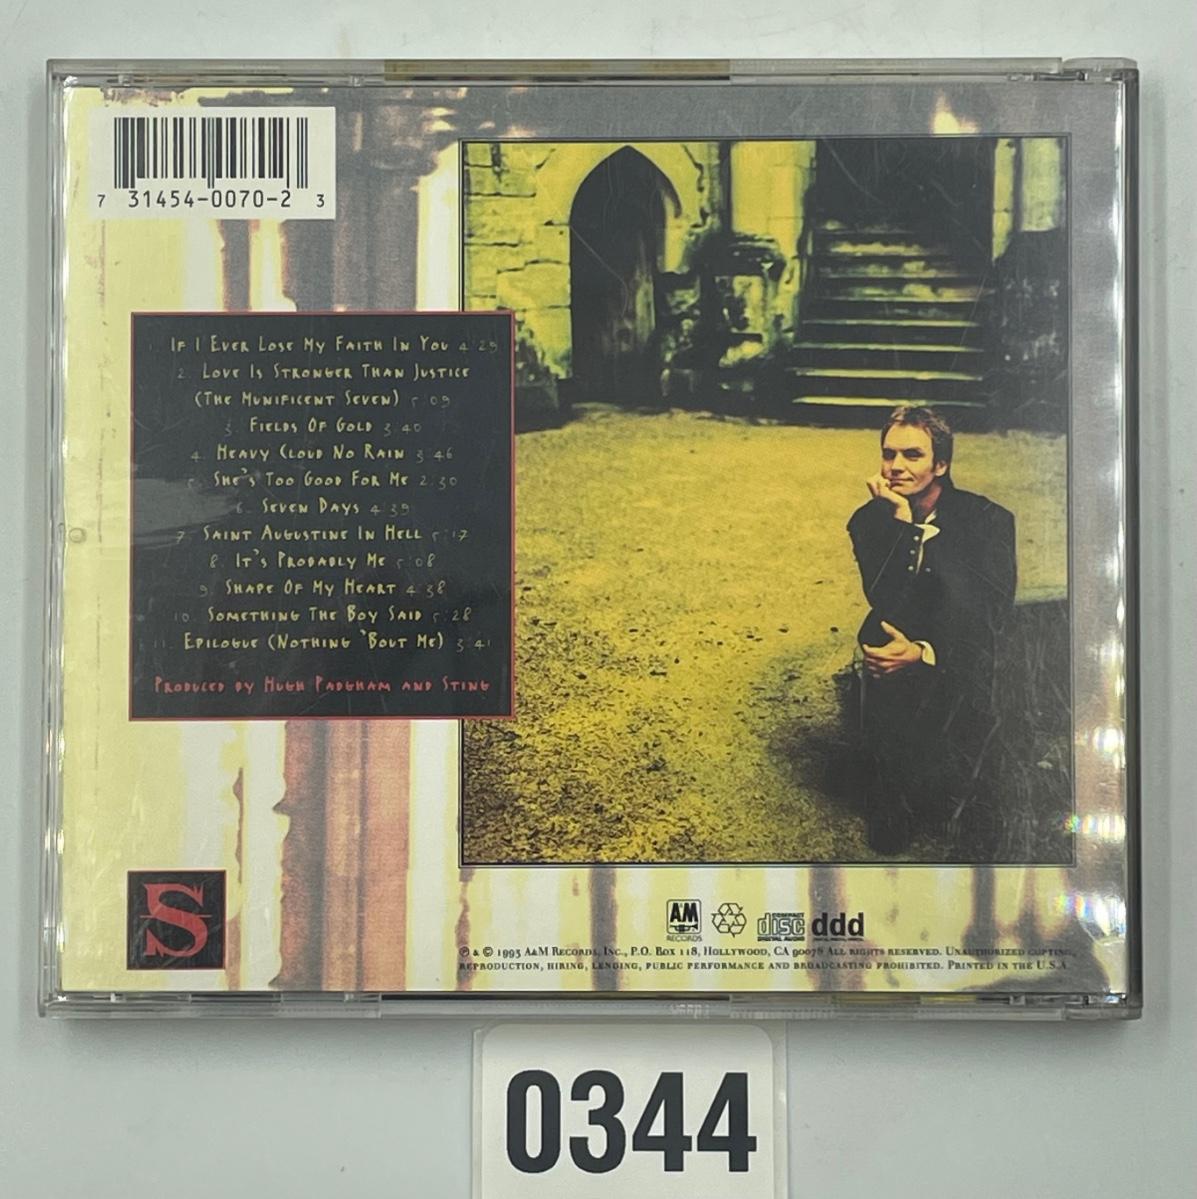 7 31454-0070-2 3
1. If I Ever Lose My Faith In You 4:29
2. Love Is Stronger Than Justice
(The Munificent Seven) 5:09
3. Fields Of Gold 3:40
4. Heavy Cloud No Rain 3:46
5. She's Too Good For Me 2:30
6. Seven Days 4:39
7. Saint Augustine In Hell 5:17
8. It's Probably Me 5:08
9. Shape Of My Heart 4:38
10. Something The Boy Said 5:28
11. Epilogue (Nothing 'Bout Me) 3:41
Produced by Hugh Padgham and Sting
S
A&M RECORDS
COMPACT disc DIGITAL AUDIO
ddd
℗ & © 1993 A&M Records, Inc., P.O. Box 118, Hollywood, CA 90078 All rights reserved. Unauthorized copying,
reproduction, hiring, lending, public performance and broadcasting prohibited. Printed in the U.S.A.
0344